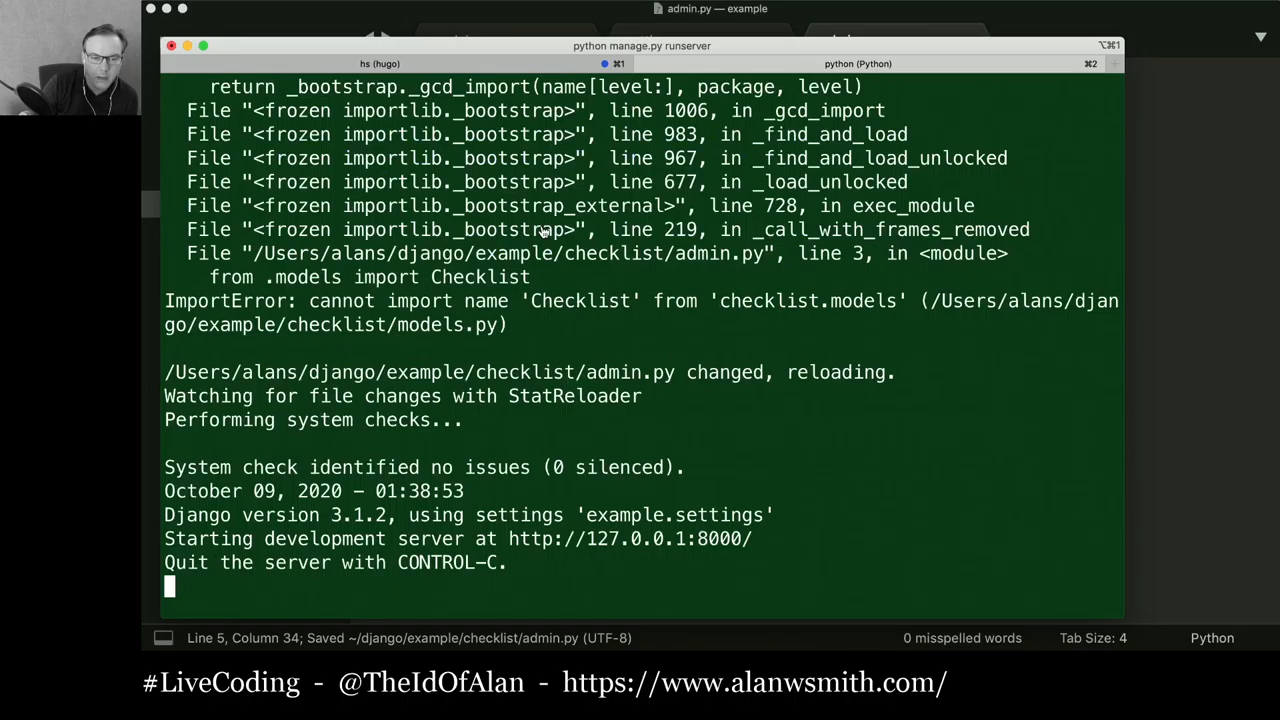 admin.py — example
python manage.py runserver
⌥⌘1
hs (hugo)
⌘1
python (Python)
⌘2
return _bootstrap._gcd_import(name[level:], package, level)
File "<frozen importlib._bootstrap>", line 1006, in _gcd_import
File "<frozen importlib._bootstrap>", line 983, in _find_and_load
File "<frozen importlib._bootstrap>", line 967, in _find_and_load_unlocked
File "<frozen importlib._bootstrap>", line 677, in _load_unlocked
File "<frozen importlib._bootstrap_external>", line 728, in exec_module
File "<frozen importlib._bootstrap>", line 219, in _call_with_frames_removed
File "/Users/alans/django/example/checklist/admin.py", line 3, in <module>
from .models import Checklist
ImportError: cannot import name 'Checklist' from 'checklist.models' (/Users/alans/djan
go/example/checklist/models.py)
/Users/alans/django/example/checklist/admin.py changed, reloading.
Watching for file changes with StatReloader
Performing system checks...
System check identified no issues (0 silenced).
October 09, 2020 - 01:38:53
Django version 3.1.2, using settings 'example.settings'
Starting development server at http://127.0.0.1:8000/
Quit the server with CONTROL-C.
Line 5, Column 34; Saved ~/django/example/checklist/admin.py (UTF-8)
0 misspelled words
Tab Size: 4
Python
#LiveCoding - @TheIdOfAlan - https://www.alanwsmith.com/